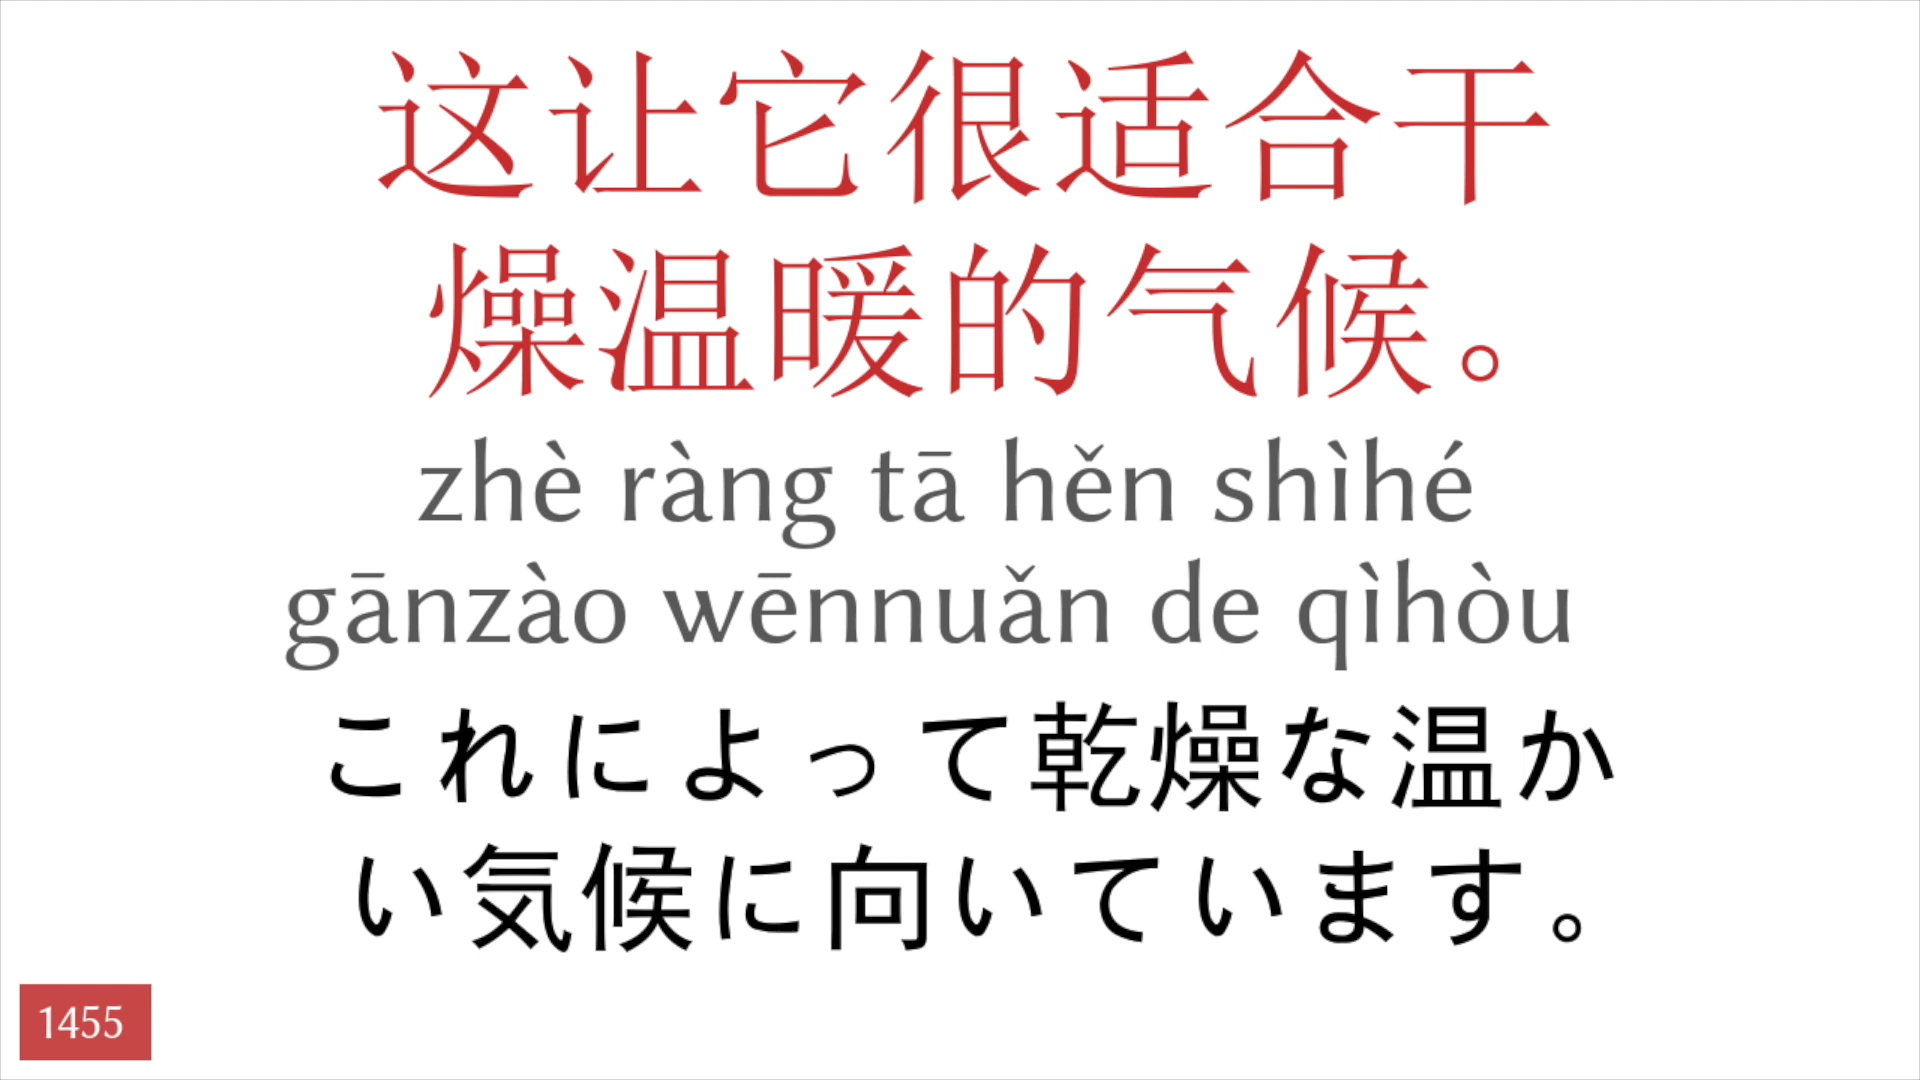 这让它很适合干
燥温暖的气候。
zhè ràng tā hěn shìhé
gānzào wēnnuǎn de qìhòu
これによって乾燥な温か
い気候に向いています。
1455